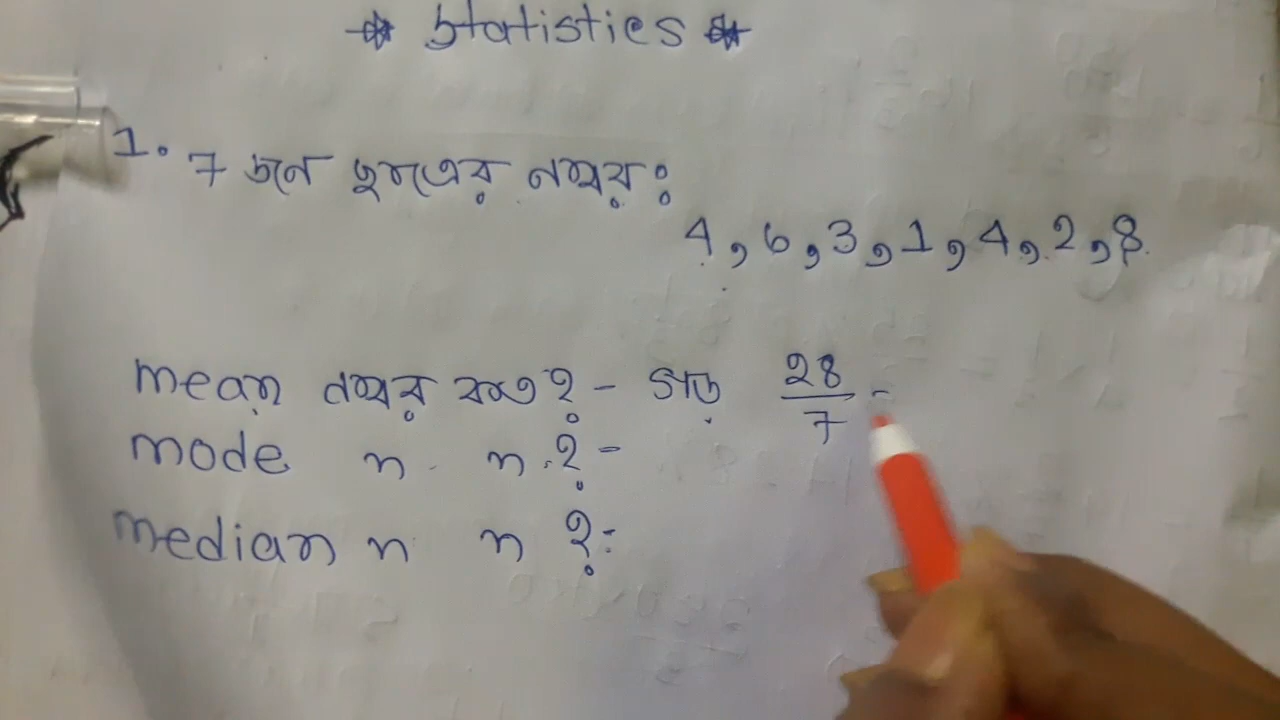 Statistics
1. 7 জন ছাত্রের নম্বর:
4, 6, 3, 1, 4, 2, 8
mean নম্বর কত? - গড় 28/7 =
mode " " ? -
median " " ? :